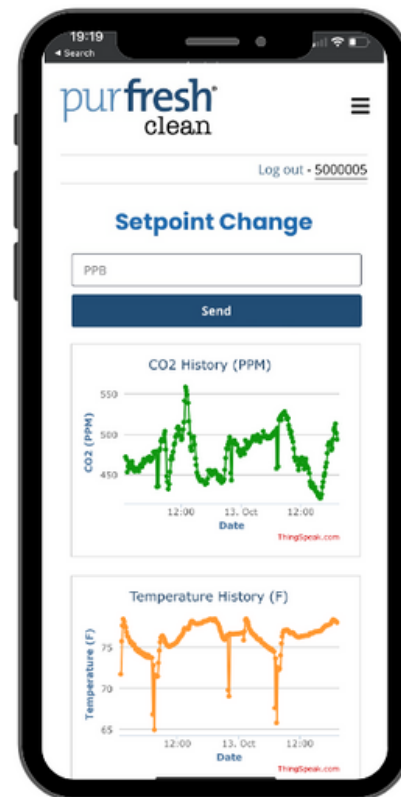 19:19
◂ Search
purfresh®
clean
Log out - 5000005
Setpoint Change
PPB
Send
CO2 History (PPM)
550
500
450
CO2 (PPM)
12:00 13. Oct 12:00
Date
ThingSpeak.com
Temperature History (F)
75
70
65
Temperature (F)
12:00 13. Oct 12:00
Date
ThingSpeak.com